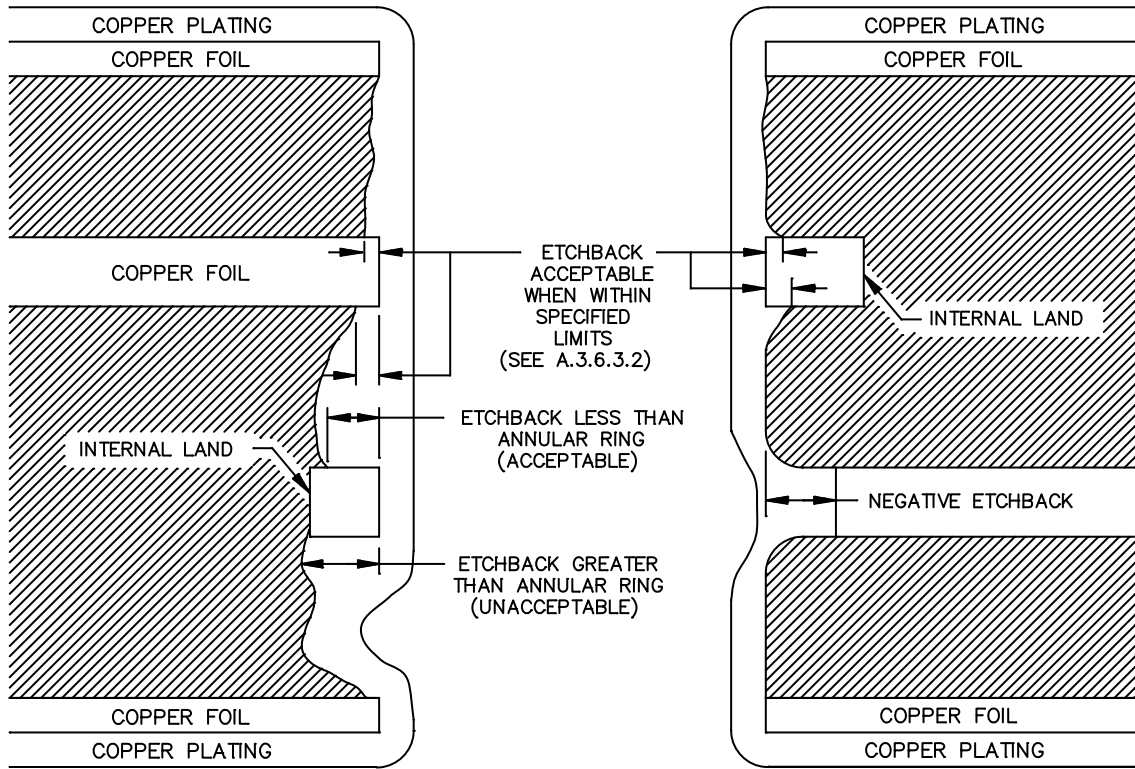 COPPER PLATING
COPPER FOIL
COPPER FOIL
INTERNAL LAND
COPPER FOIL
COPPER PLATING
ETCHBACK
ACCEPTABLE
WHEN WITHIN
SPECIFIED
LIMITS
(SEE A.3.6.3.2)
ETCHBACK LESS THAN
ANNULAR RING
(ACCEPTABLE)
ETCHBACK GREATER
THAN ANNULAR RING
(UNACCEPTABLE)
COPPER PLATING
COPPER FOIL
INTERNAL LAND
NEGATIVE ETCHBACK
COPPER FOIL
COPPER PLATING